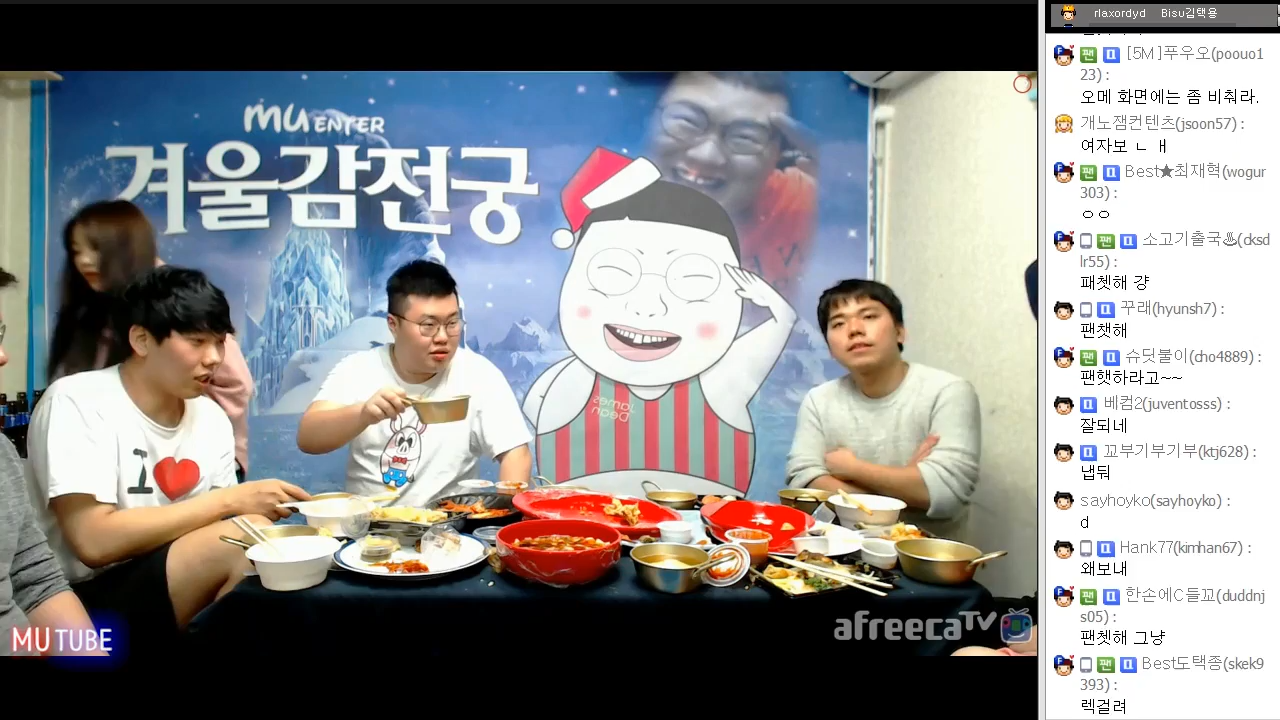 MU ENTER
겨울감전궁
James
Dean
I
MUTUBE
afreecaTV
rlaxordyd Bisu김택용
[5M]푸우오(poouo1
23) :
오메 화면에는 좀 비춰라.
개노잼컨텐츠(jsoon57) :
여자보 ㄴ ㅐ
Best★최재혁(wogur
303) :
ㅇㅇ
소고기출국♨(dksd
lr55) :
패쳇해 걍
꾸래(hyunsh7) :
팬챗해
슈딧불이(cho4889) :
팬햇하라고~~
베컴2(juventosss) :
잘되네
꼬부기부기부(ktj628) :
냅둬
sayhoyko(sayhoyko) :
d
Hank77(kimhan67) :
왜보내
한손에C들꼬(duddnj
s05) :
팬쳇해 그냥
Best도택종(skek9
393) :
렉걸려